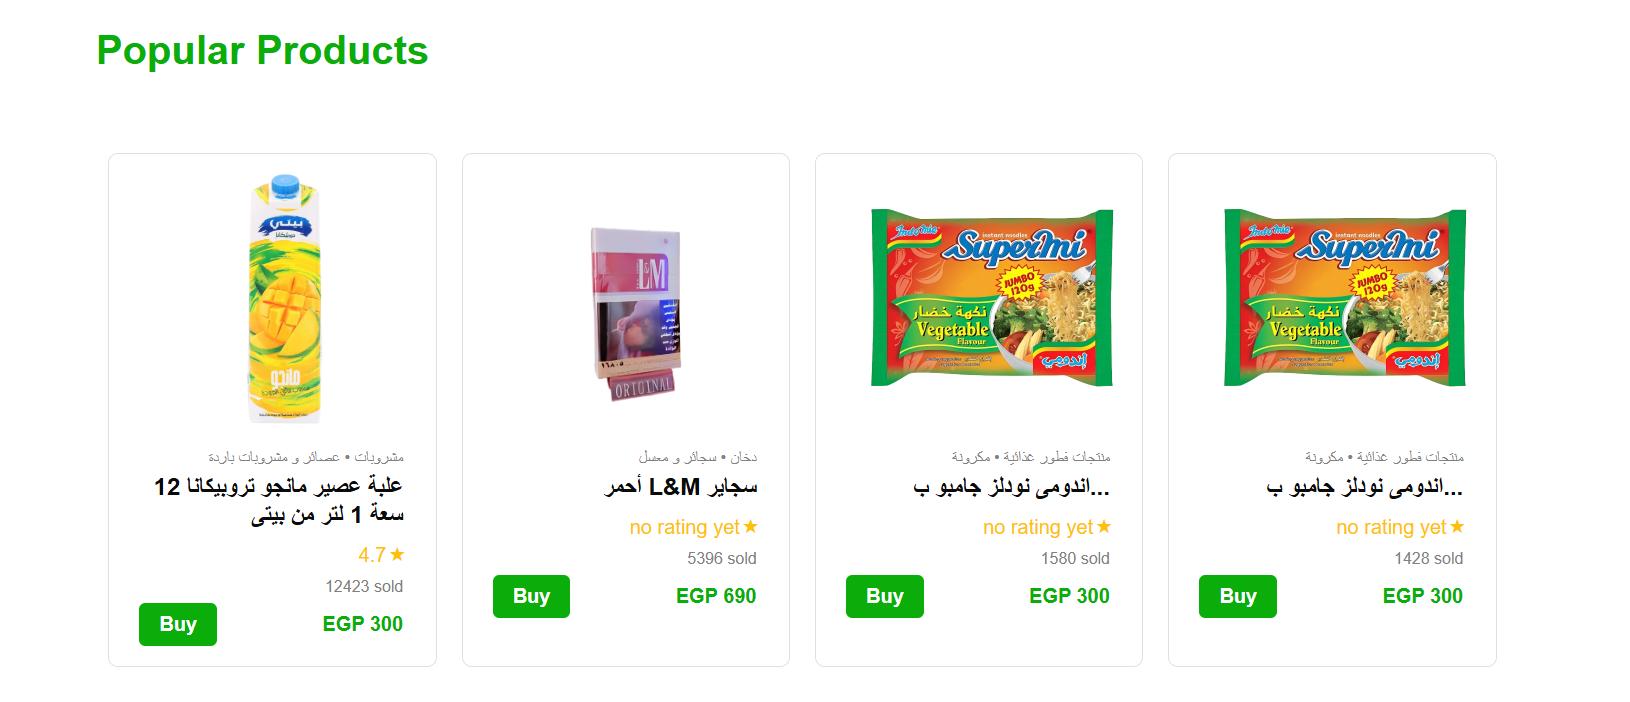 Popular Products
بيتي
مانجو
مشروبات • عصائر و مشروبات باردة
علبة عصير مانجو تروبيكانا 12
سعة 1 لتر من بيتى
4.7 ★
12423 sold
Buy
EGP 300
L&M
ORIGINAL
دخان • سجائر و معسل
سجاير L&M أحمر
no rating yet ★
5396 sold
Buy
EGP 690
Indomie
instant noodles
Supermi
JUMBO
120g
نكهة خضار
Vegetable
Flavour
إندومي
منتجات فطور غذائية • مكرونة
اندومى نودلز جامبو ب...
no rating yet ★
1580 sold
Buy
EGP 300
Indomie
instant noodles
Supermi
JUMBO
120g
نكهة خضار
Vegetable
Flavour
إندومي
منتجات فطور غذائية • مكرونة
اندومى نودلز جامبو ب...
no rating yet ★
1428 sold
Buy
EGP 300